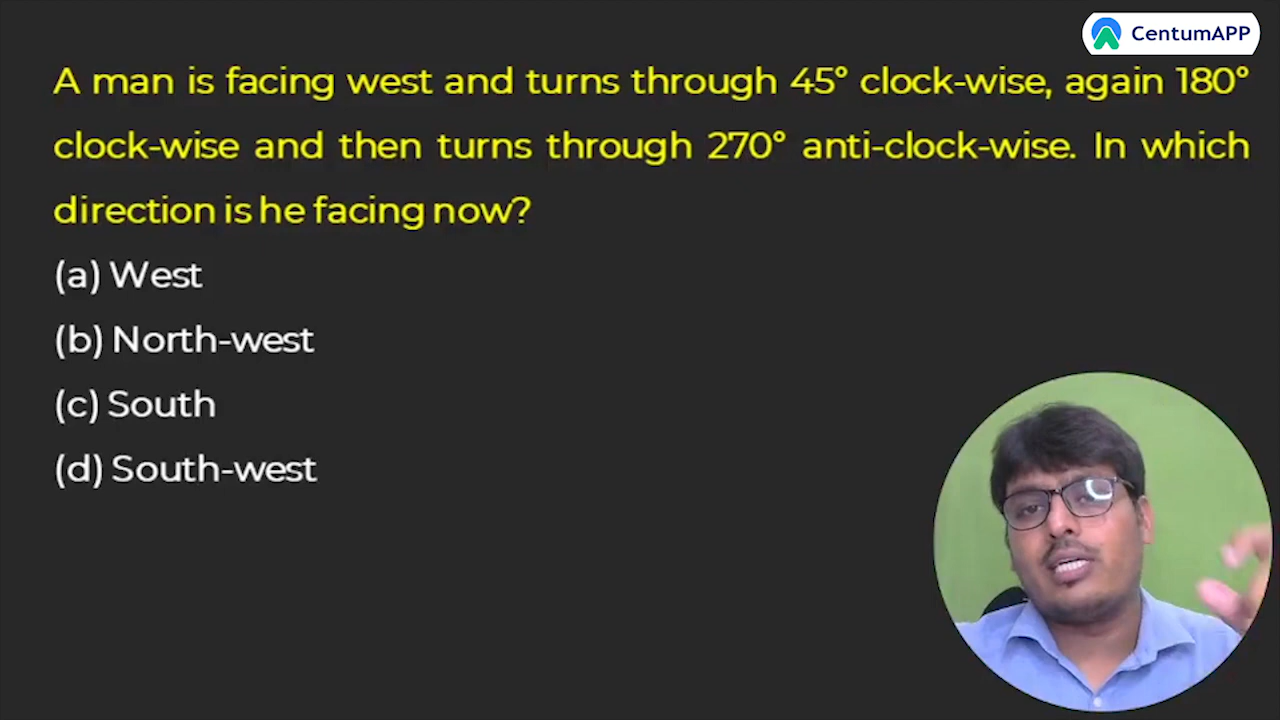 CentumAPP
A man is facing west and turns through 45° clock-wise, again 180°
clock-wise and then turns through 270° anti-clock-wise. In which
direction is he facing now?
(a) West
(b) North-west
(c) South
(d) South-west